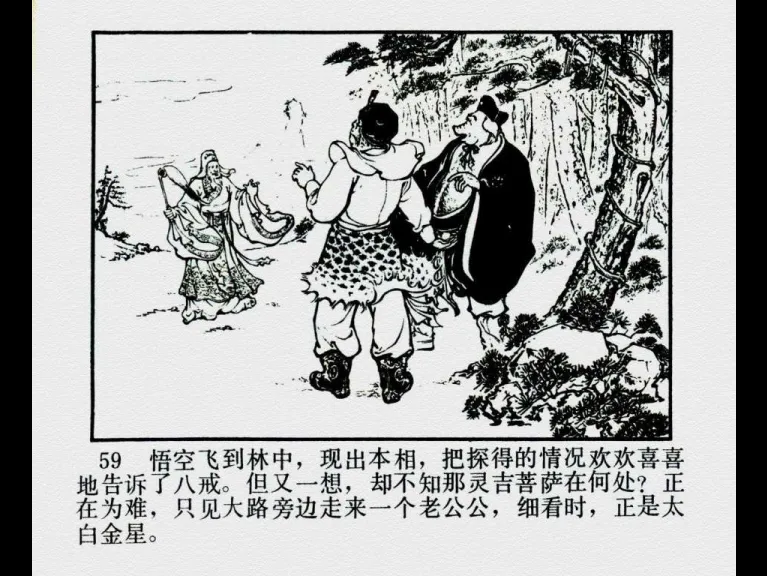 59 悟空飞到林中，现出本相，把探得的情况欢欢喜喜
地告诉了八戒。但又一想，却不知那灵吉菩萨在何处？正
在为难，只见大路旁边走来一个老公公，细看时，正是太
白金星。